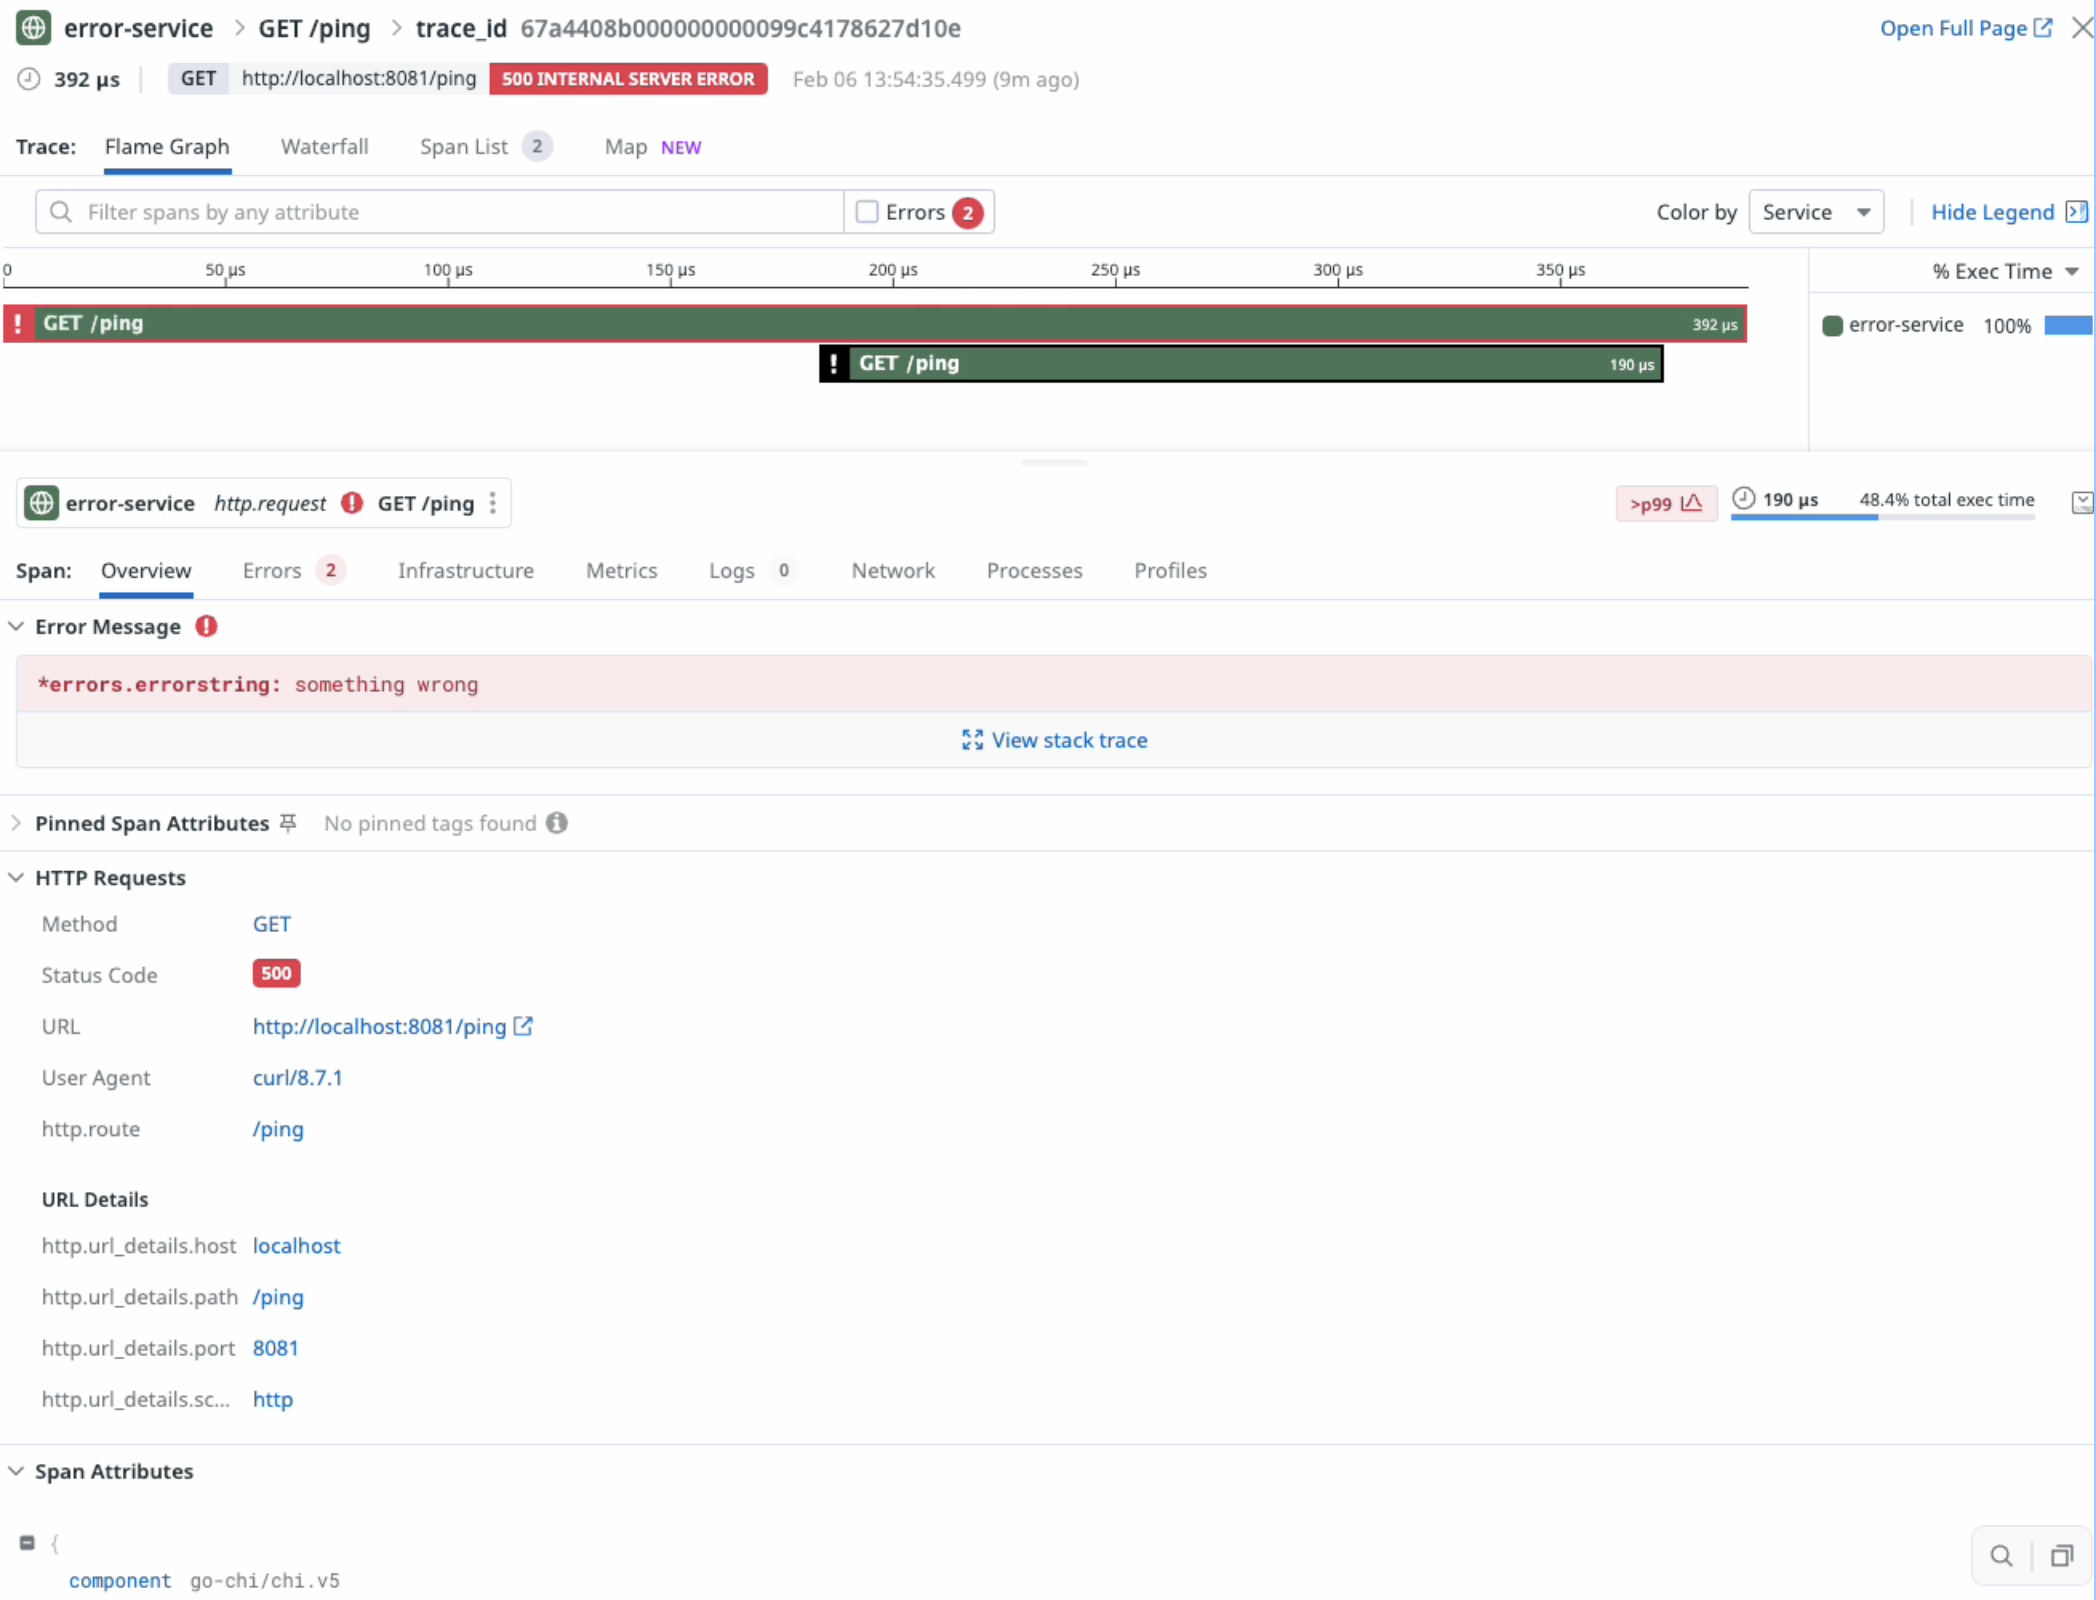 error-service > GET /ping > trace_id 67a4408b000000000099c4178627d10e
Open Full Page
392 µs GET http://localhost:8081/ping 500 INTERNAL SERVER ERROR Feb 06 13:54:35.499 (9m ago)
Trace: Flame Graph Waterfall Span List 2 Map NEW
Filter spans by any attribute Errors 2 Color by Service Hide Legend
0 50 µs 100 µs 150 µs 200 µs 250 µs 300 µs 350 µs % Exec Time
! GET /ping 392 µs error-service 100%
! GET /ping 190 µs
error-service http.request ! GET /ping >p99 190 µs 48.4% total exec time
Span: Overview Errors 2 Infrastructure Metrics Logs 0 Network Processes Profiles
Error Message !
*errors.errorstring: something wrong
View stack trace
Pinned Span Attributes No pinned tags found
HTTP Requests
Method GET
Status Code 500
URL http://localhost:8081/ping
User Agent curl/8.7.1
http.route /ping
URL Details
http.url_details.host localhost
http.url_details.path /ping
http.url_details.port 8081
http.url_details.sc... http
Span Attributes
{
component go-chi/chi.v5